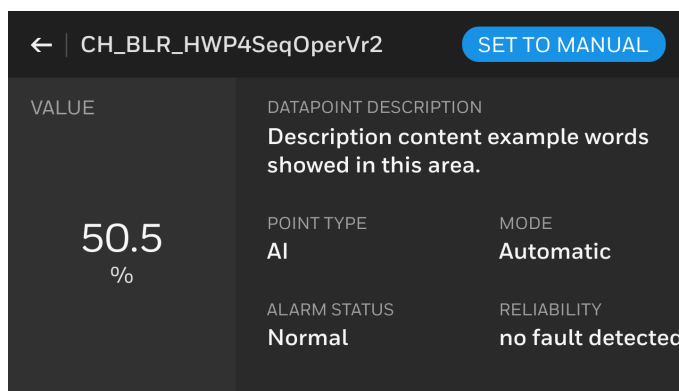 CH_BLR_HWP4SeqOperVr2
SET TO MANUAL
VALUE
50.5
%
DATAPOINT DESCRIPTION
Description content example words
showed in this area.
POINT TYPE
AI
MODE
Automatic
ALARM STATUS
Normal
RELIABILITY
no fault detected